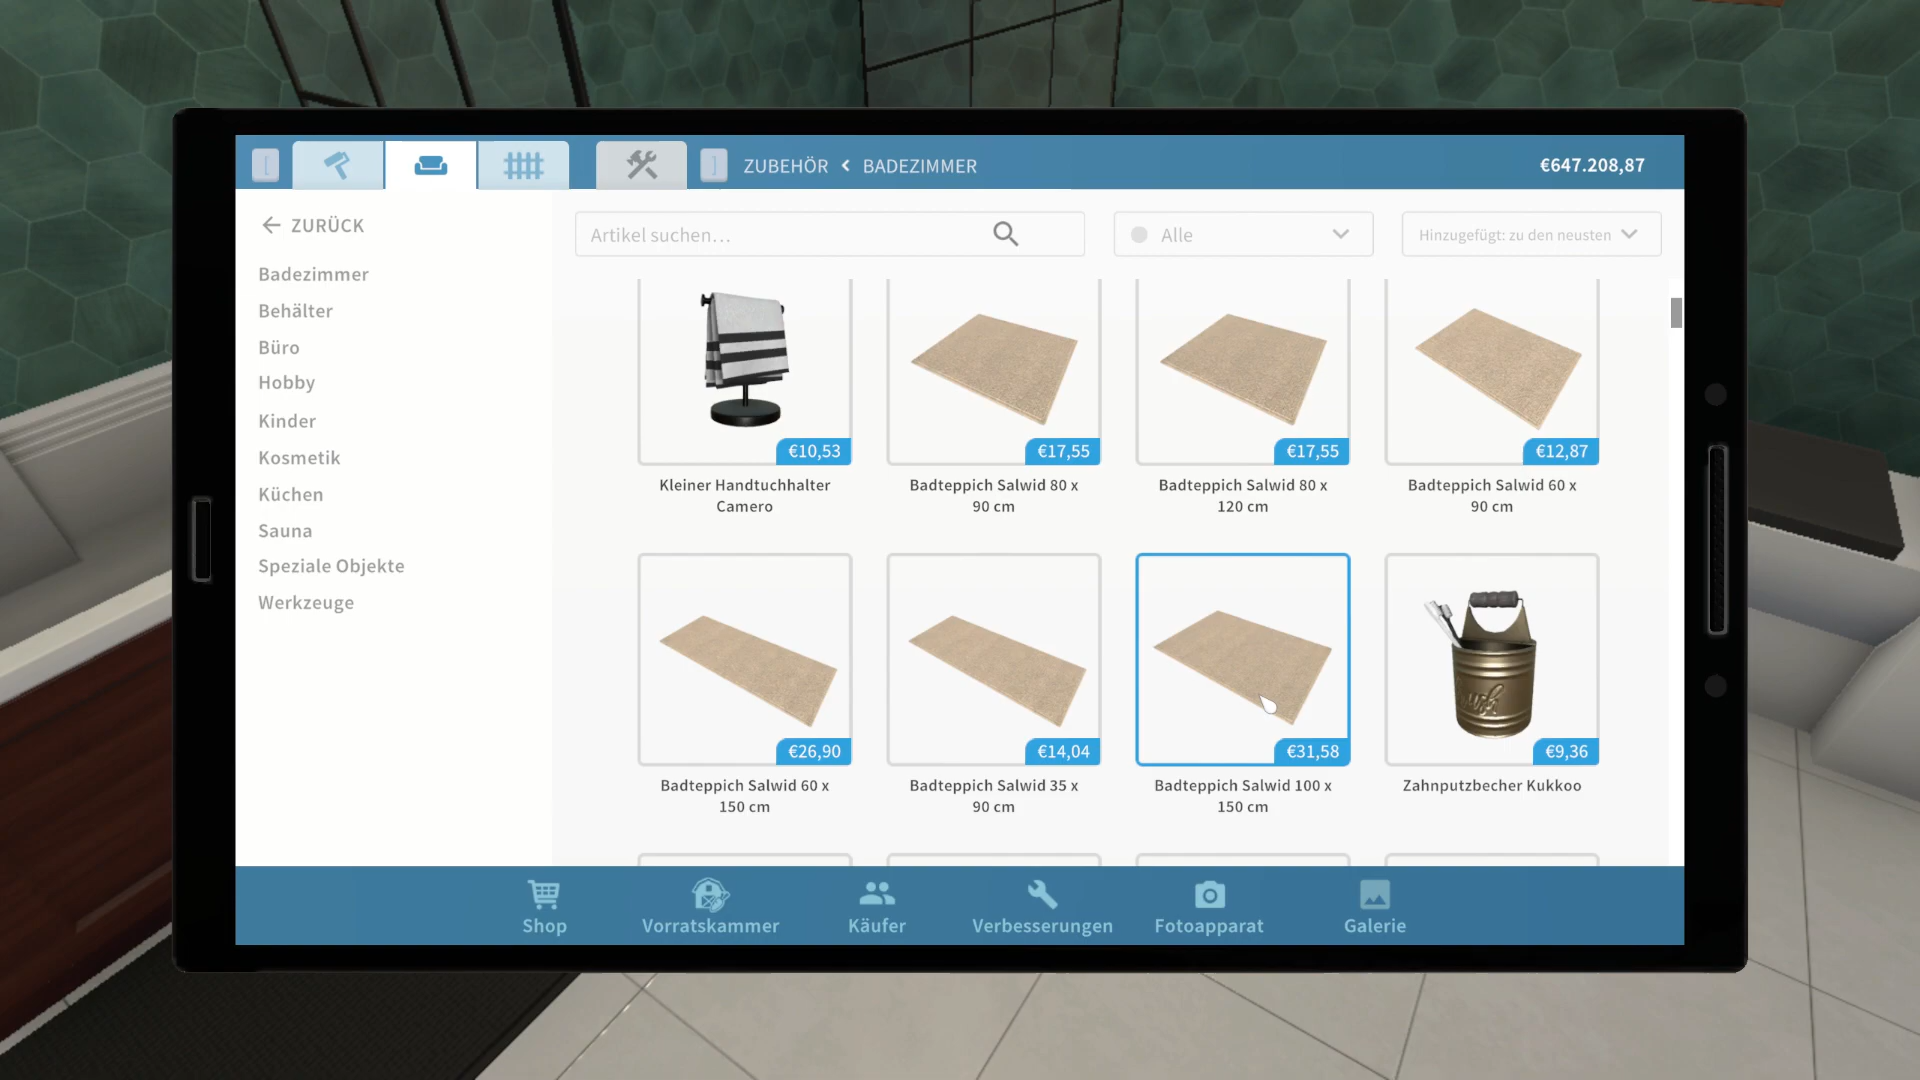 [
]
ZUBEHÖR < BADEZIMMER
€647.208,87
ZURÜCK
Artikel suchen...
Alle
Hinzugefügt: zu den neusten
Badezimmer
Behälter
Büro
Hobby
Kinder
Kosmetik
Küchen
Sauna
Speziale Objekte
Werkzeuge
€10,53
€17,55
€17,55
€12,87
Kleiner Handtuchhalter
Camero
Badteppich Salwid 80 x
90 cm
Badteppich Salwid 80 x
120 cm
Badteppich Salwid 60 x
90 cm
€26,90
€14,04
€31,58
€9,36
Badteppich Salwid 60 x
150 cm
Badteppich Salwid 35 x
90 cm
Badteppich Salwid 100 x
150 cm
Zahnputzbecher Kukkoo
Shop
Vorratskammer
Käufer
Verbesserungen
Fotoapparat
Galerie